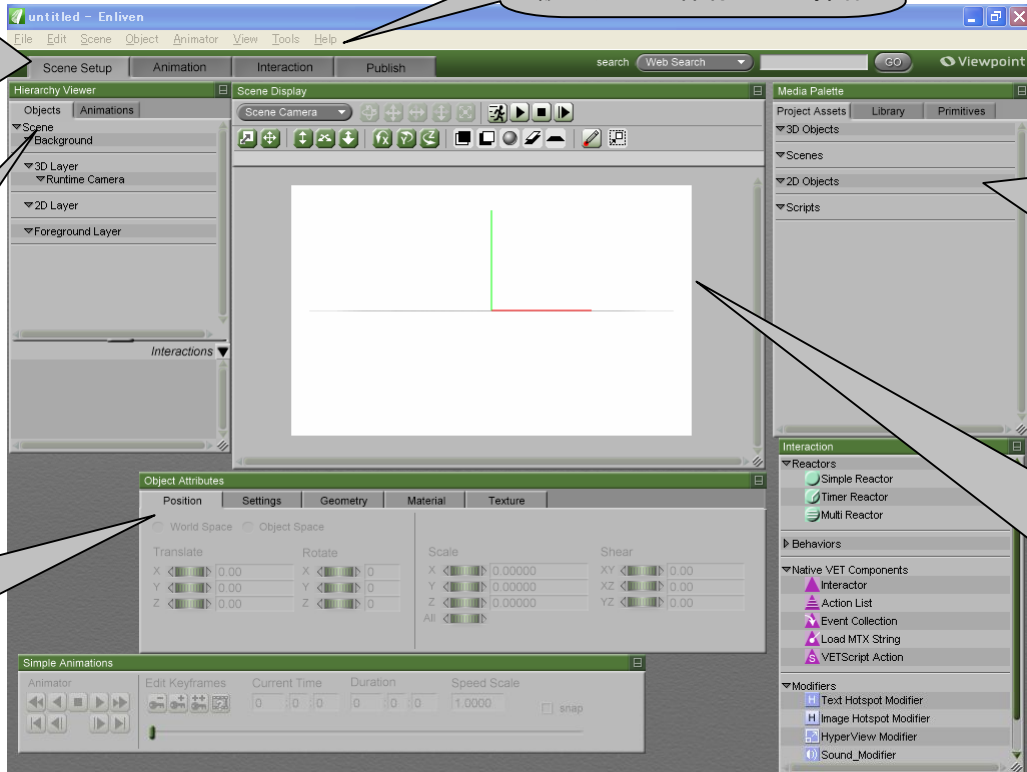 untitled - Enliven
File Edit Scene Object Animator View Tools Help
Scene Setup Animation Interaction Publish
search Web Search GO Viewpoint
Hierarchy Viewer
Objects Animations
Scene
Background
3D Layer
Runtime Camera
2D Layer
Foreground Layer
Interactions
Scene Display
Scene Camera
Media Palette
Project Assets Library Primitives
3D Objects
Scenes
2D Objects
Scripts
Object Attributes
Position Settings Geometry Material Texture
World Space Object Space
Translate Rotate Scale Shear
X 0.00 X 0 X 0.00000 XY 0.00
Y 0.00 Y 0 Y 0.00000 XZ 0.00
Z 0.00 Z 0 Z 0.00000 YZ 0.00
All
Interaction
Reactors
Simple Reactor
Timer Reactor
Multi Reactor
Behaviors
Native VET Components
Interactor
Action List
Event Collection
Load MTX String
VETScript Action
Modifiers
Text Hotspot Modifier
Image Hotspot Modifier
HyperView Modifier
Sound_Modifier
Simple Animations
Animator Edit Keyframes Current Time Duration Speed Scale
0 :0 :0 0 :0 :0 1.0000 snap